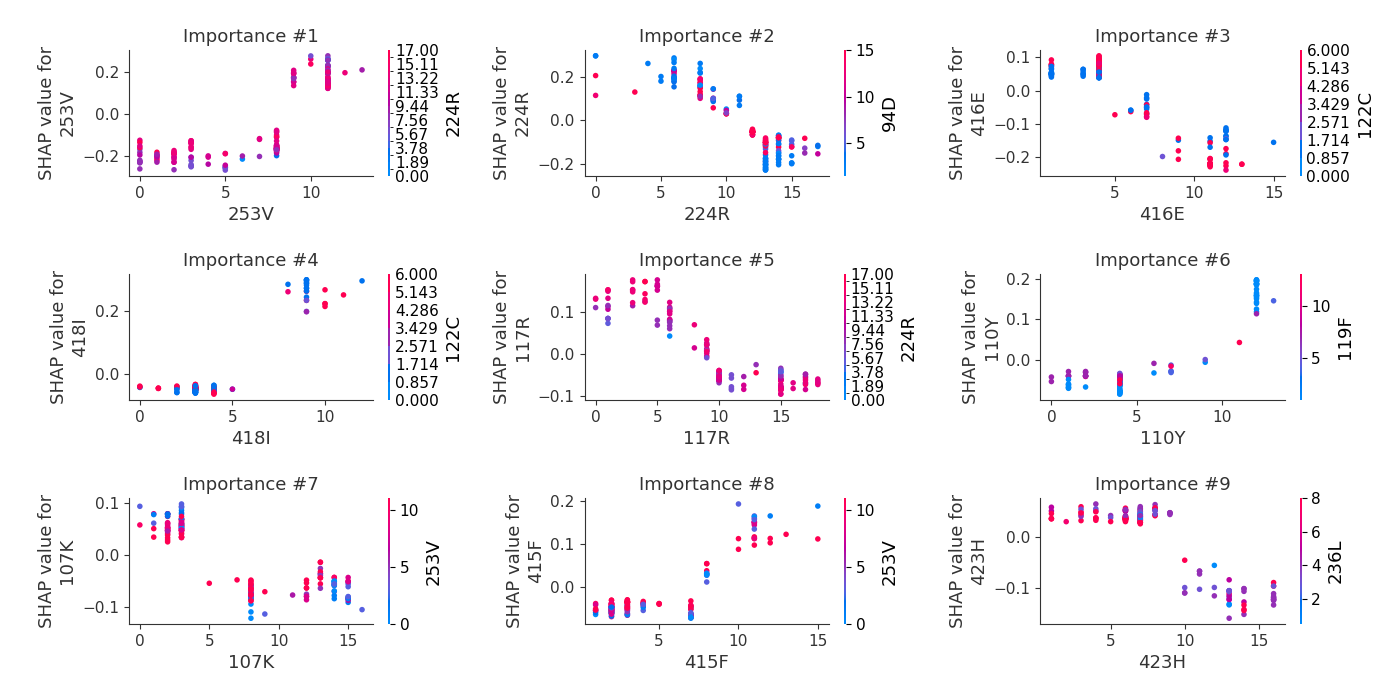 Importance #1
SHAP value for
253V
0.2
0.0
−0.2
0
5
10
253V
17.00
15.11
13.22
11.33
9.44
7.56
5.67
3.78
1.89
0.00
224R
Importance #2
SHAP value for
224R
0.2
0.0
−0.2
0
5
10
15
224R
15
10
5
94D
Importance #3
SHAP value for
416E
0.1
0.0
−0.1
−0.2
5
10
15
416E
6.000
5.143
4.286
3.429
2.571
1.714
0.857
0.000
122C
Importance #4
SHAP value for
418I
0.2
0.0
0
5
10
418I
6.000
5.143
4.286
3.429
2.571
1.714
0.857
0.000
122C
Importance #5
SHAP value for
117R
0.1
0.0
−0.1
0
5
10
15
117R
17.00
15.11
13.22
11.33
9.44
7.56
5.67
3.78
1.89
0.00
224R
Importance #6
SHAP value for
110Y
0.2
0.1
0.0
0
5
10
110Y
10
5
119F
Importance #7
SHAP value for
107K
0.1
0.0
−0.1
0
5
10
15
107K
10
5
0
253V
Importance #8
SHAP value for
415F
0.2
0.1
0.0
5
10
15
415F
10
5
0
253V
Importance #9
SHAP value for
423H
0.0
−0.1
5
10
15
423H
8
6
4
2
236L